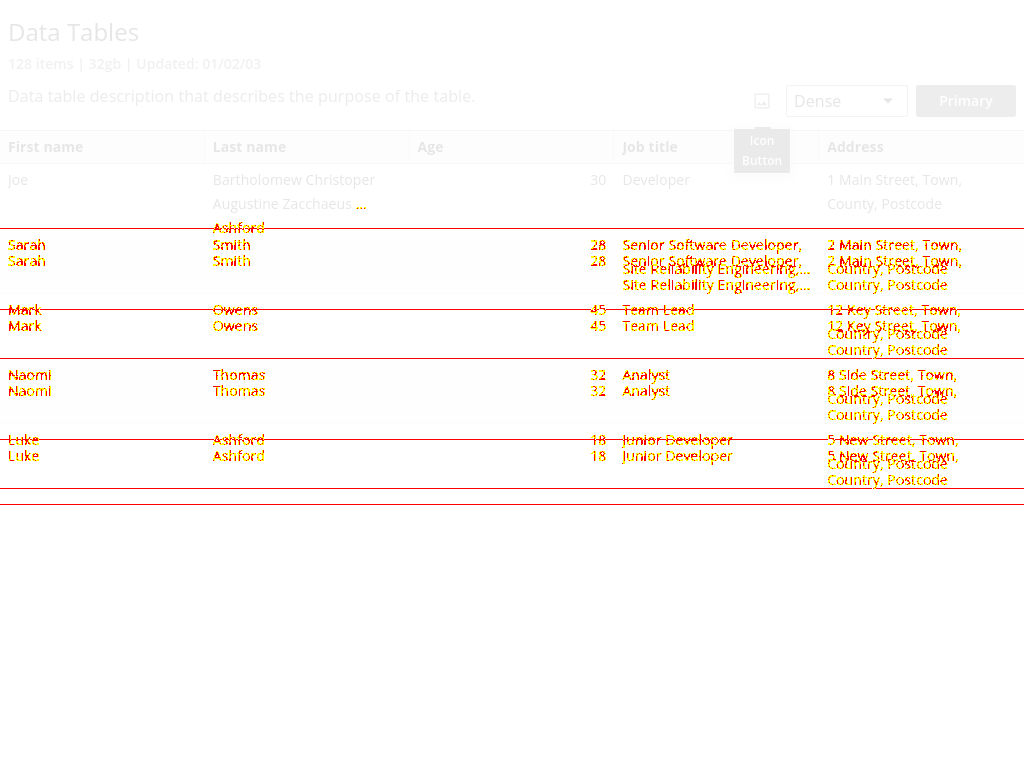 Data Tables
128 items | 32gb | Updated: 01/02/03
Data table description that describes the purpose of the table.
Dense
Primary
Icon
Button
First name Last name Age Job title Address
Joe Bartholomew Christoper 30 Developer 1 Main Street, Town,
Augustine Zacchaeus ... County, Postcode
Ashford
Sarah Smith 28 Senior Software Developer, 2 Main Street, Town,
Sarah Smith 28 Senior Software Developer, 2 Main Street, Town,
Site Reliability Engineering,... Country, Postcode
Site Reliability Engineering,... Country, Postcode
Mark Owens 45 Team Lead 12 Key Street, Town,
Mark Owens 45 Team Lead 12 Key Street, Town,
Country, Postcode
Country, Postcode
Naomi Thomas 32 Analyst 8 Side Street, Town,
Naomi Thomas 32 Analyst 8 Side Street, Town,
Country, Postcode
Country, Postcode
Luke Ashford 18 Junior Developer 5 New Street, Town,
Luke Ashford 18 Junior Developer 5 New Street, Town,
Country, Postcode
Country, Postcode